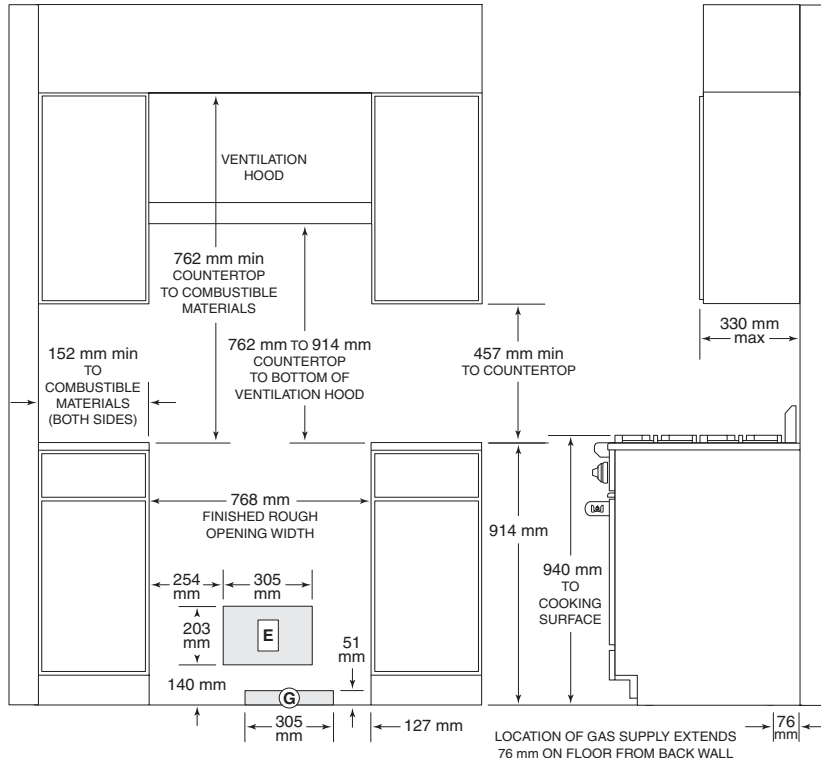 VENTILATION
HOOD
762 mm min
COUNTERTOP
TO COMBUSTIBLE
MATERIALS
762 mm TO 914 mm
COUNTERTOP
TO BOTTOM OF
VENTILATION HOOD
330 mm
max
457 mm min
TO COUNTERTOP
152 mm min
TO
COMBUSTIBLE
MATERIALS
(BOTH SIDES)
768 mm
FINISHED ROUGH
OPENING WIDTH
914 mm
940 mm
TO
COOKING
SURFACE
254
mm
305
mm
203
mm
E
51
mm
140 mm
G
305
mm
127 mm
76
mm
LOCATION OF GAS SUPPLY EXTENDS
76 mm ON FLOOR FROM BACK WALL